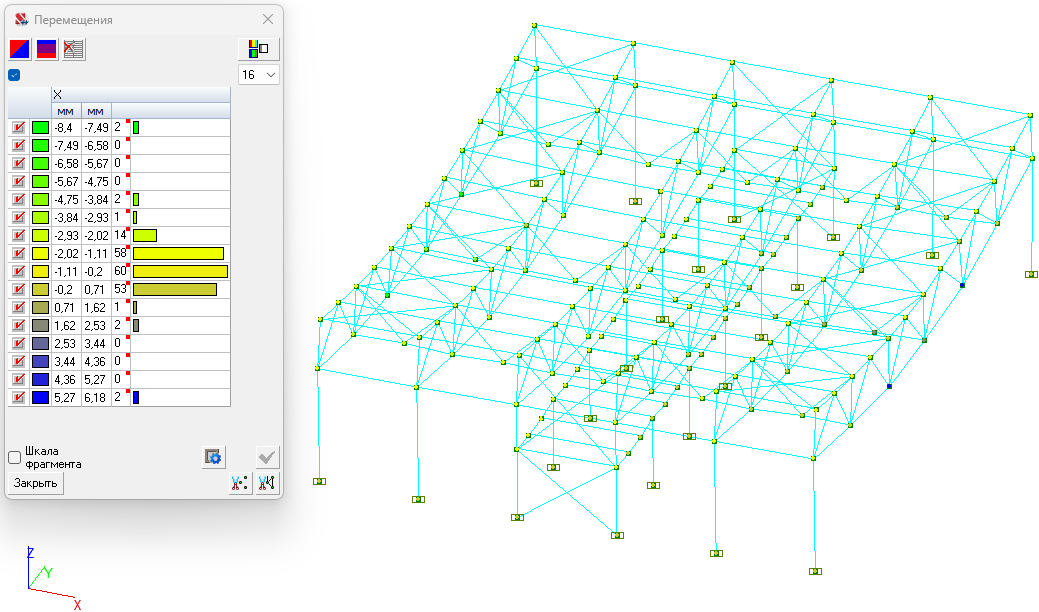 Перемещения
16
X
мм мм
-8,4 -7,49 2
-7,49 -6,58 0
-6,58 -5,67 0
-5,67 -4,75 0
-4,75 -3,84 2
-3,84 -2,93 1
-2,93 -2,02 14
-2,02 -1,11 58
-1,11 -0,2 60
-0,2 0,71 53
0,71 1,62 1
1,62 2,53 2
2,53 3,44 0
3,44 4,36 0
4,36 5,27 0
5,27 6,18 2
Шкала
фрагмента
Закрыть
Z
Y
X